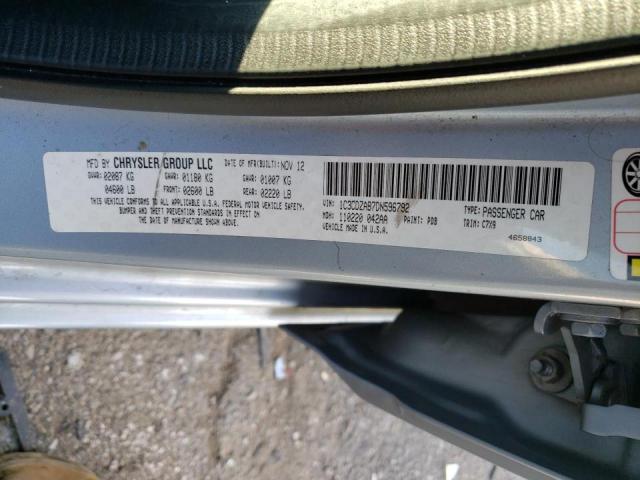 MFD BY CHRYSLER GROUP LLC
DATE OF MFR(BUILT): NOV 12
GVWR: 02087 KG
04600 LB
GAWR: 01180 KG
FRONT: 02600 LB
GAWR: 01007 KG
REAR: 02220 LB
THIS VEHICLE CONFORMS TO ALL APPLICABLE U.S.A. FEDERAL MOTOR VEHICLE SAFETY,
BUMPER AND THEFT PREVENTION STANDARDS IN EFFECT ON
THE DATE OF MANUFACTURE SHOWN ABOVE.
VIN: 1C3CDZAB7DN596792
TYPE: PASSENGER CAR
MDH: 110220 042AA
PAINT: PDB
TRIM: C7X9
VEHICLE MADE IN U.S.A.
4658843